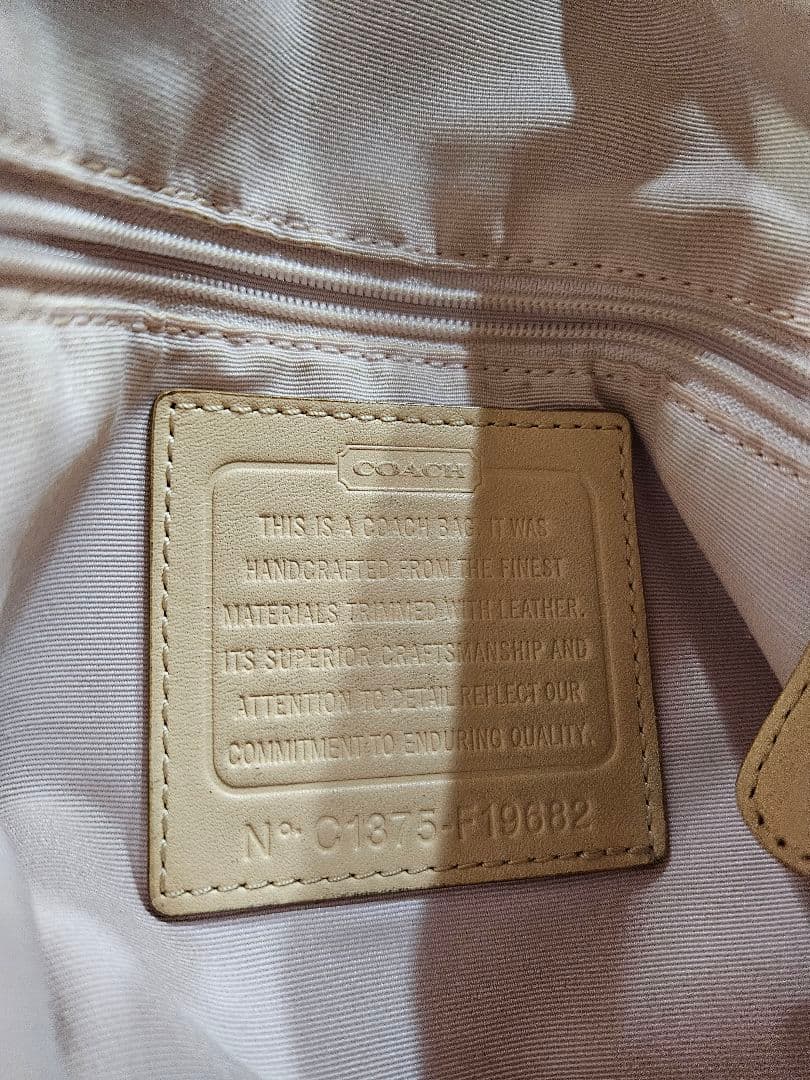 COACH
THIS IS A COACH BAG. IT WAS
HANDCRAFTED FROM THE FINEST
MATERIALS TRIMMED WITH LEATHER.
ITS SUPERIOR CRAFTSMANSHIP AND
ATTENTION TO DETAIL REFLECT OUR
COMMITMENT TO ENDURING QUALITY.
Nº. C1375-F19682